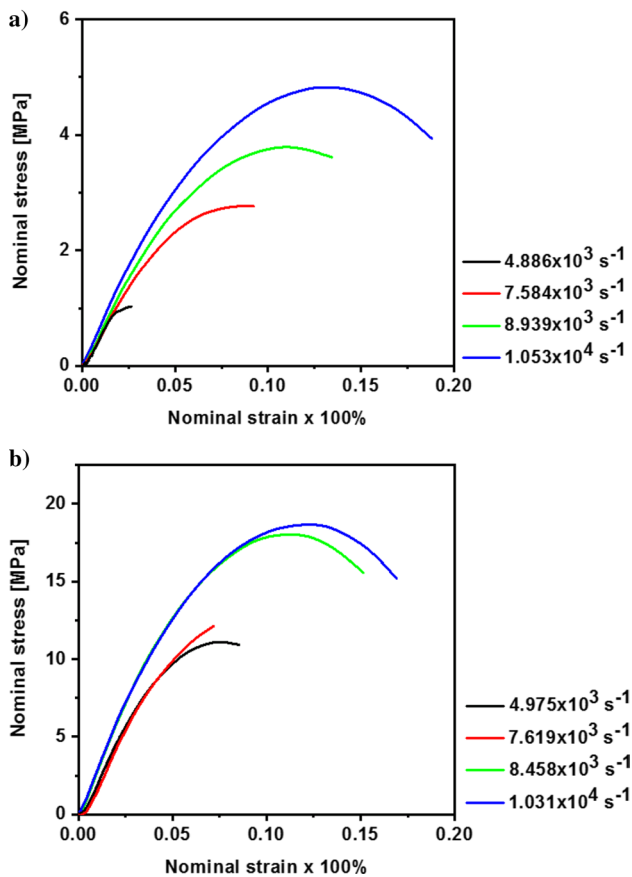 a)
6
4
2
0
Nominal stress [MPa]
0.00 0.05 0.10 0.15 0.20
Nominal strain x 100%
4.886x10³ s⁻¹
7.584x10³ s⁻¹
8.939x10³ s⁻¹
1.053x10⁴ s⁻¹
b)
20
15
10
5
0
Nominal stress [MPa]
0.00 0.05 0.10 0.15 0.20
Nominal strain x 100%
4.975x10³ s⁻¹
7.619x10³ s⁻¹
8.458x10³ s⁻¹
1.031x10⁴ s⁻¹